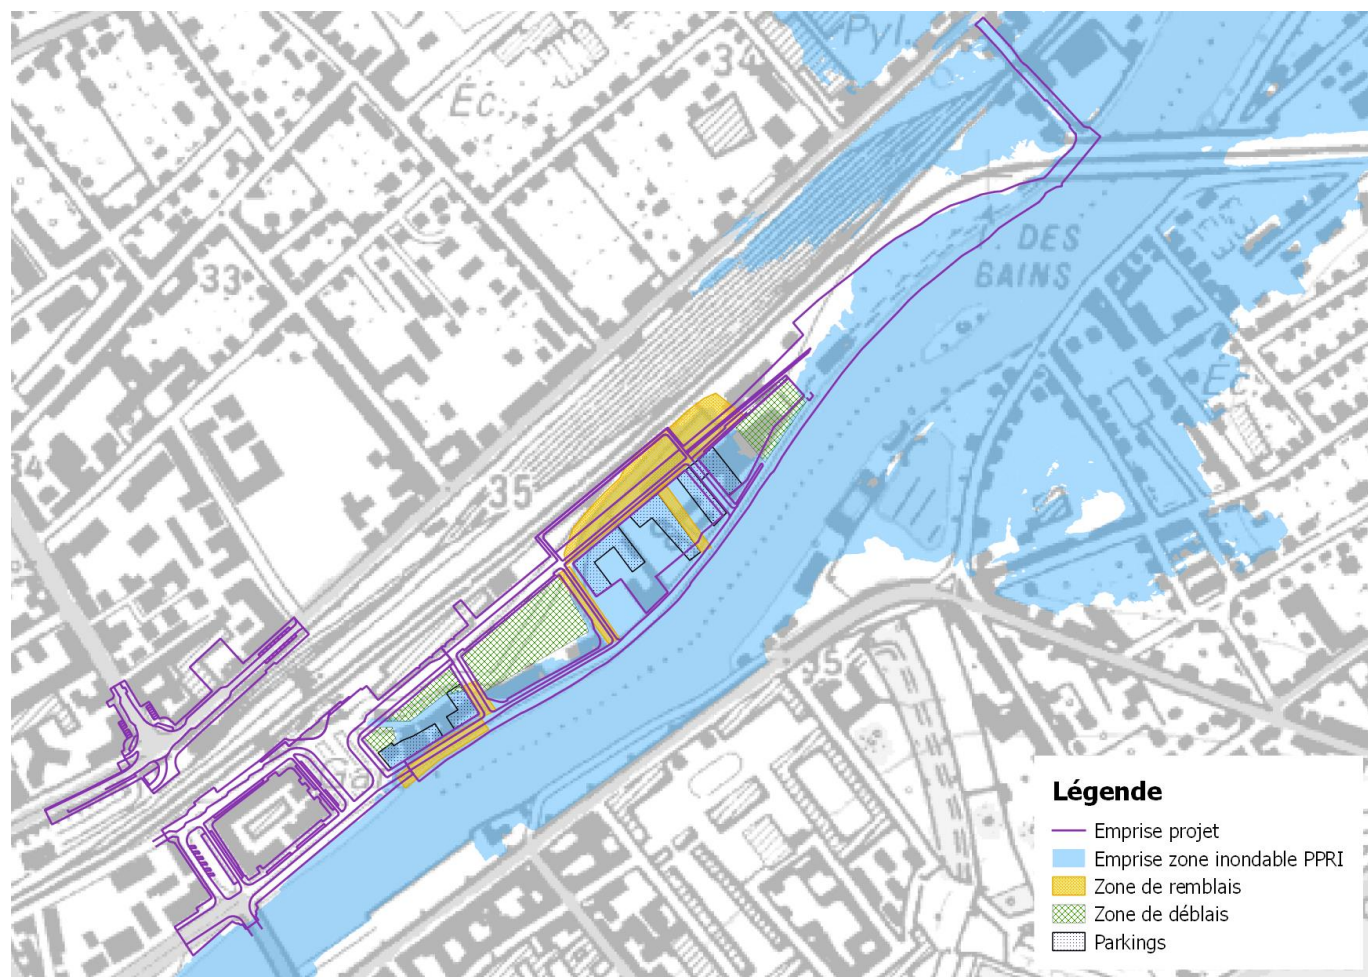 Pyl.
34
Éc.
33
I. DES
BAINS
Éc
34
35
35
Ga
Légende
Emprise projet
Emprise zone inondable PPRI
Zone de remblais
Zone de déblais
Parkings